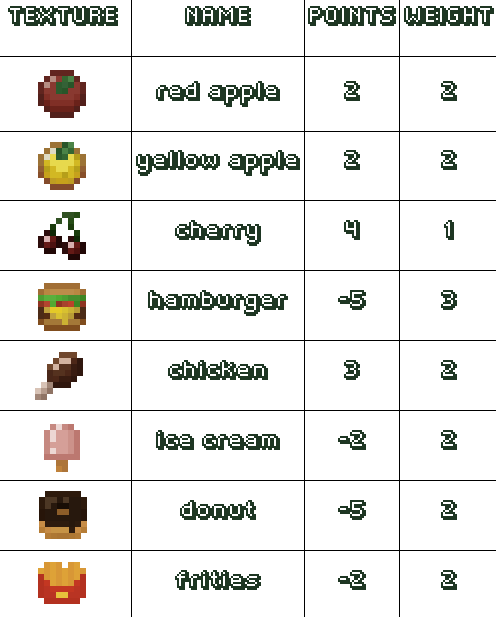 TEXTURE NAME POINTS WEIGHT
red apple 2 2
yellow apple 2 2
cherry 4 1
hamburger -5 3
chicken 3 2
ice cream -2 2
donut -5 2
frities -2 2